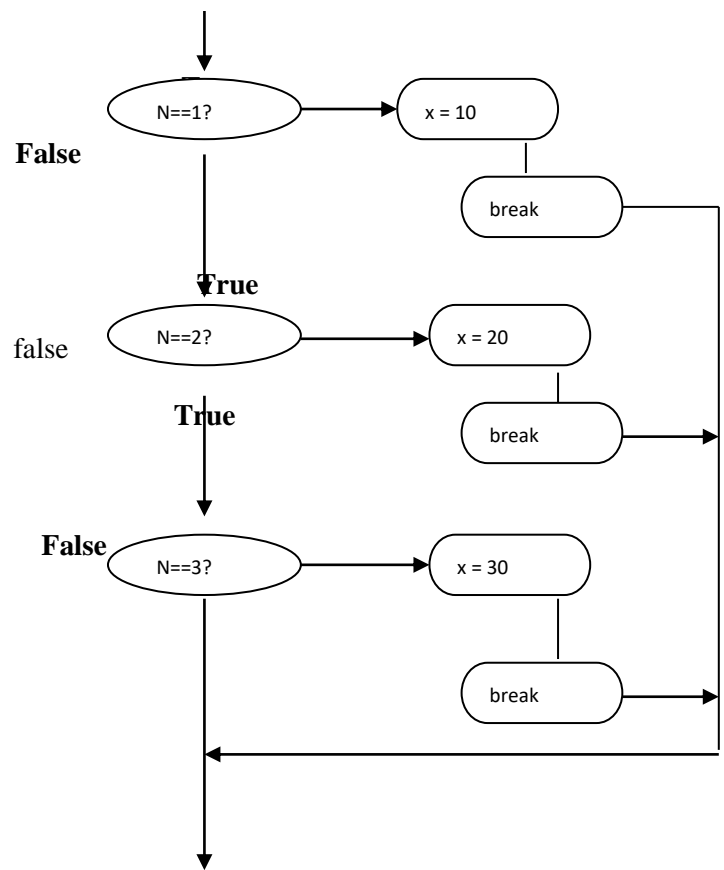 N==1?
x = 10
False
break
True
N==2?
x = 20
false
True
break
False
N==3?
x = 30
break